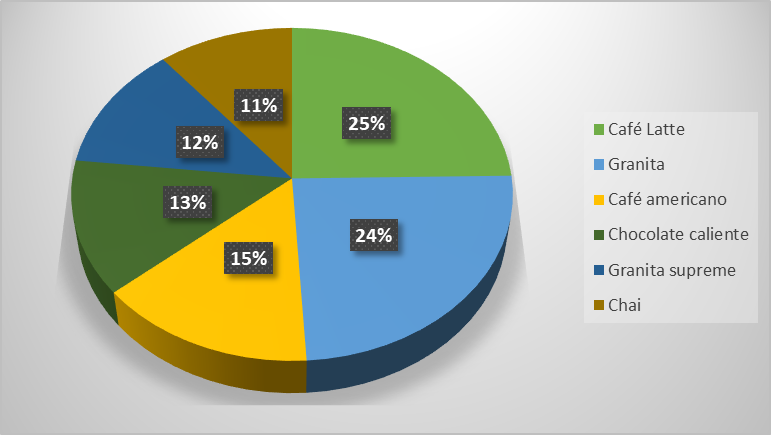 11%
25%
12%
13%
24%
15%
Café Latte
Granita
Café americano
Chocolate caliente
Granita supreme
Chai